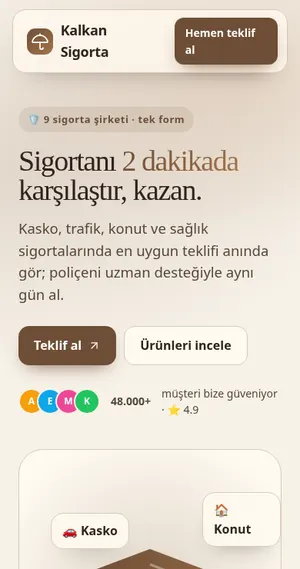 Kalkan
Sigorta
Hemen teklif
al
🛡️ 9 sigorta şirketi · tek form
Sigortanı 2 dakikada
karşılaştır, kazan.
Kasko, trafik, konut ve sağlık
sigortalarında en uygun teklifi anında
gör; poliçeni uzman desteğiyle aynı
gün al.
Teklif al ↗
Ürünleri incele
A E M K
48.000+
müşteri bize güveniyor
· ⭐ 4.9
🚗 Kasko
🏠
Konut